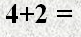 4+2 =